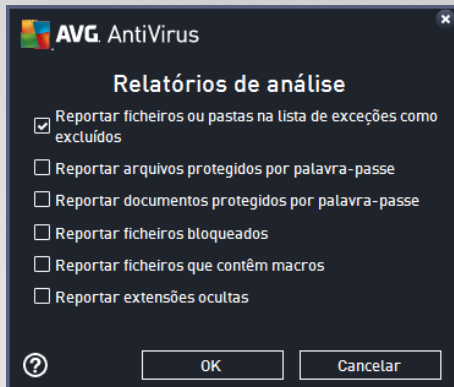 AVG. AntiVirus
Relatórios de análise
Reportar ficheiros ou pastas na lista de exceções como
excluídos
Reportar arquivos protegidos por palavra-passe
Reportar documentos protegidos por palavra-passe
Reportar ficheiros bloqueados
Reportar ficheiros que contêm macros
Reportar extensões ocultas
? OK Cancelar